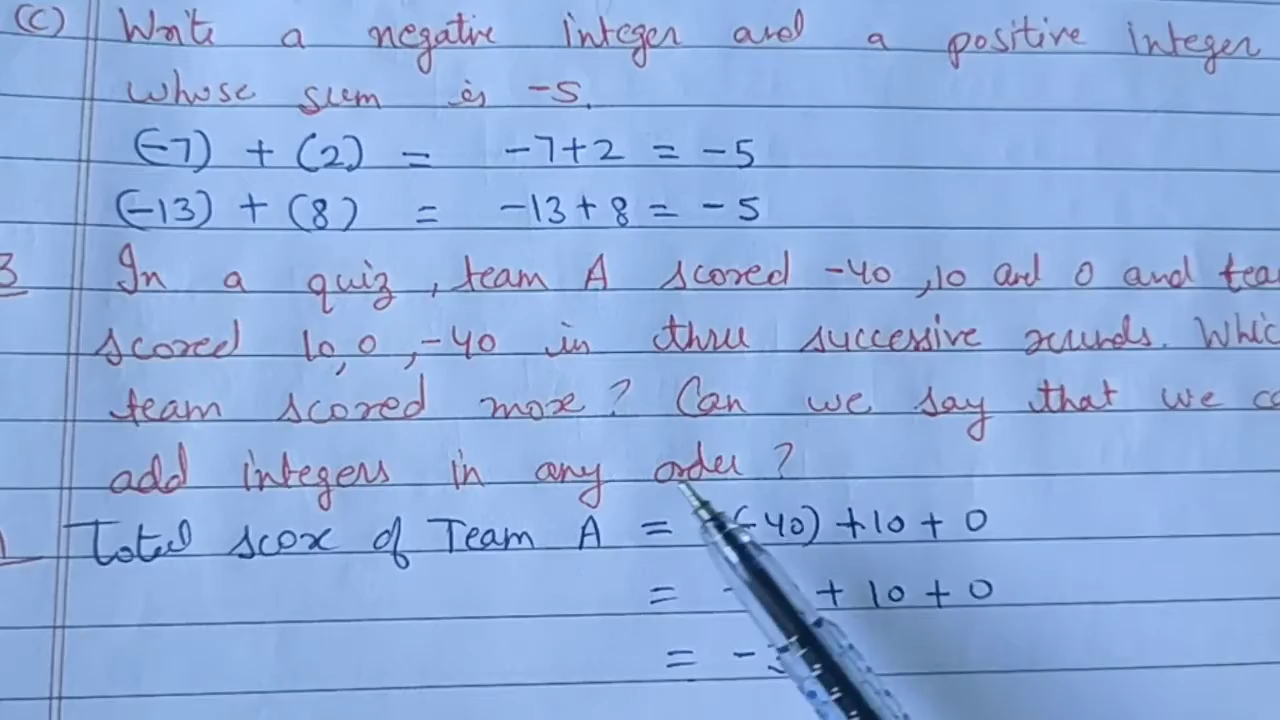 (c) Write a negative integer and a positive integer
whose sum is -5.
(-7) + (2) = -7+2 = -5
(-13) + (8) = -13+8 = -5
3 In a quiz, team A scored -40, 10 and 0 and
scored 10, 0, -40 in three successive rounds.
team scored more? Can we say that we
add integers in any order?
Total score of Team A = (-40) + 10 + 0
= + 10 + 0
= -